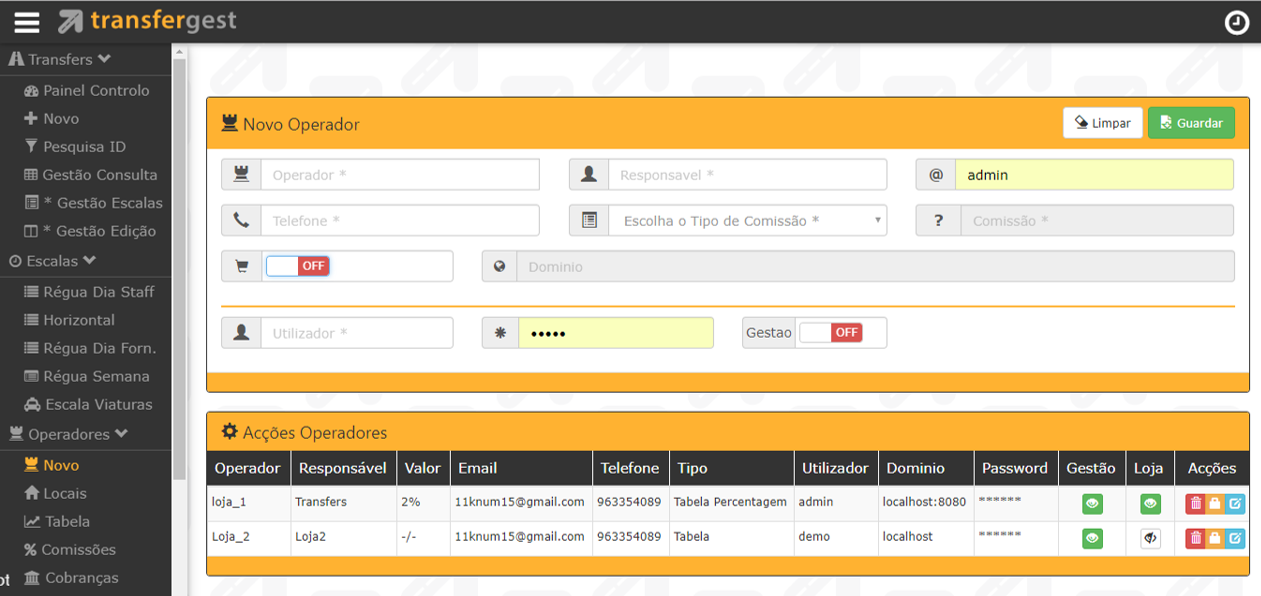 transfergest
Transfers
Painel Controlo
Novo
Pesquisa ID
Gestão Consulta
* Gestão Escalas
* Gestão Edição
Escalas
Régua Dia Staff
Horizontal
Régua Dia Forn.
Régua Semana
Escala Viaturas
Operadores
Novo
Locais
Tabela
% Comissões
Cobranças
ot
Novo Operador
Limpar
Guardar
Operador *
Responsavel *
@ admin
Telefone *
Escolha o Tipo de Comissão *
? Comissão *
OFF
Dominio
Utilizador *
•••••
Gestao OFF
Acções Operadores
Operador Responsável Valor Email Telefone Tipo Utilizador Dominio Password Gestão Loja Acções
loja_1 Transfers 2% 11knum15@gmail.com 963354089 Tabela Percentagem admin localhost:8080 ******
Loja_2 Loja2 -/- 11knum15@gmail.com 963354089 Tabela demo localhost ******